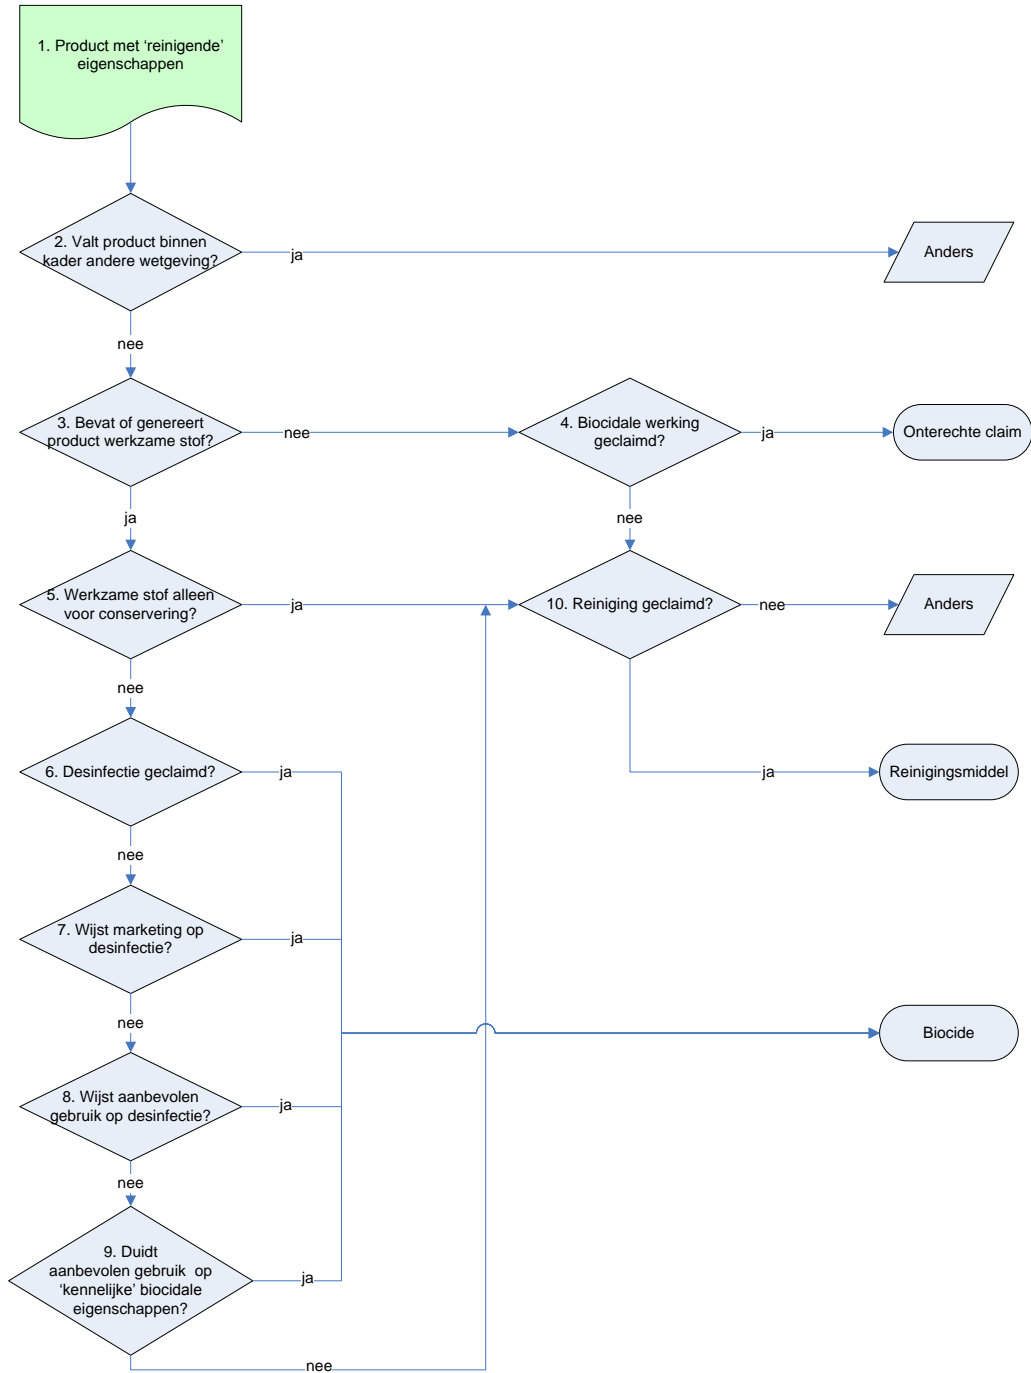 1. Product met ‘reinigende’
eigenschappen
2. Valt product binnen
kader andere wetgeving?
ja
Anders
nee
3. Bevat of genereert
product werkzame stof?
nee
4. Biocidale werking
geclaimd?
ja
Onterechte claim
ja
nee
5. Werkzame stof alleen
voor conservering?
ja
10. Reiniging geclaimd?
nee
Anders
nee
6. Desinfectie geclaimd?
ja
ja
Reinigingsmiddel
nee
7. Wijst marketing op
desinfectie?
ja
nee
Biocide
8. Wijst aanbevolen
gebruik op desinfectie?
ja
nee
9. Duidt
aanbevolen gebruik op
‘kennelijke’ biocidale
eigenschappen?
ja
nee